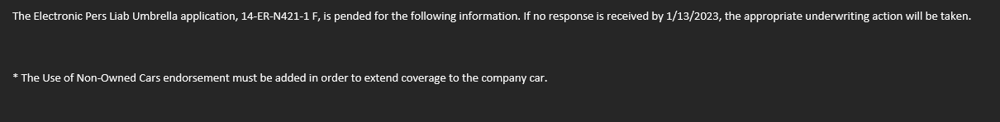 The Electronic Pers Liab Umbrella application, 14-ER-N421-1 F, is pended for the following information. If no response is received by 1/13/2023, the appropriate underwriting action will be taken.
* The Use of Non-Owned Cars endorsement must be added in order to extend coverage to the company car.